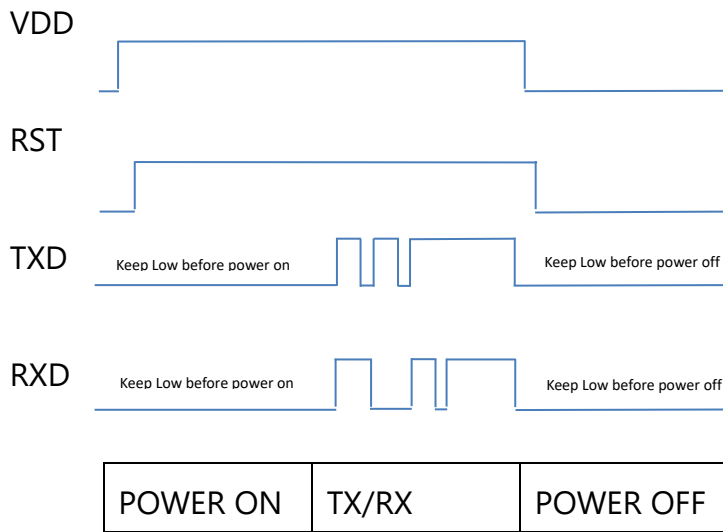 VDD
RST
TXD
Keep Low before power on
Keep Low before power off
RXD
Keep Low before power on
Keep Low before power off
POWER ON
TX/RX
POWER OFF